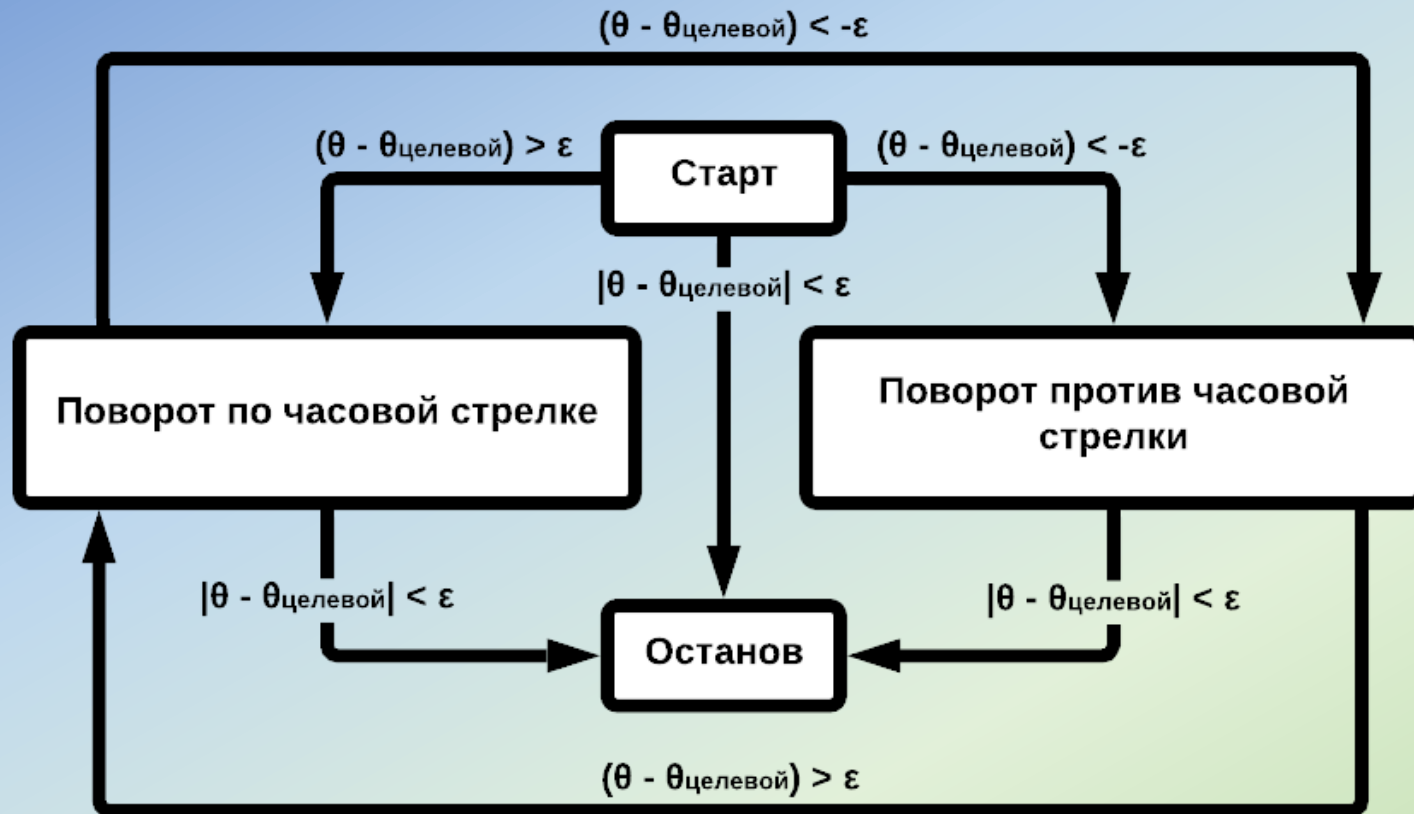 (θ - θцелевой) < -ε
(θ - θцелевой) > ε
Старт
(θ - θцелевой) < -ε
|θ - θцелевой| < ε
Поворот по часовой стрелке
Поворот против часовой
стрелки
|θ - θцелевой| < ε
Останов
|θ - θцелевой| < ε
(θ - θцелевой) > ε